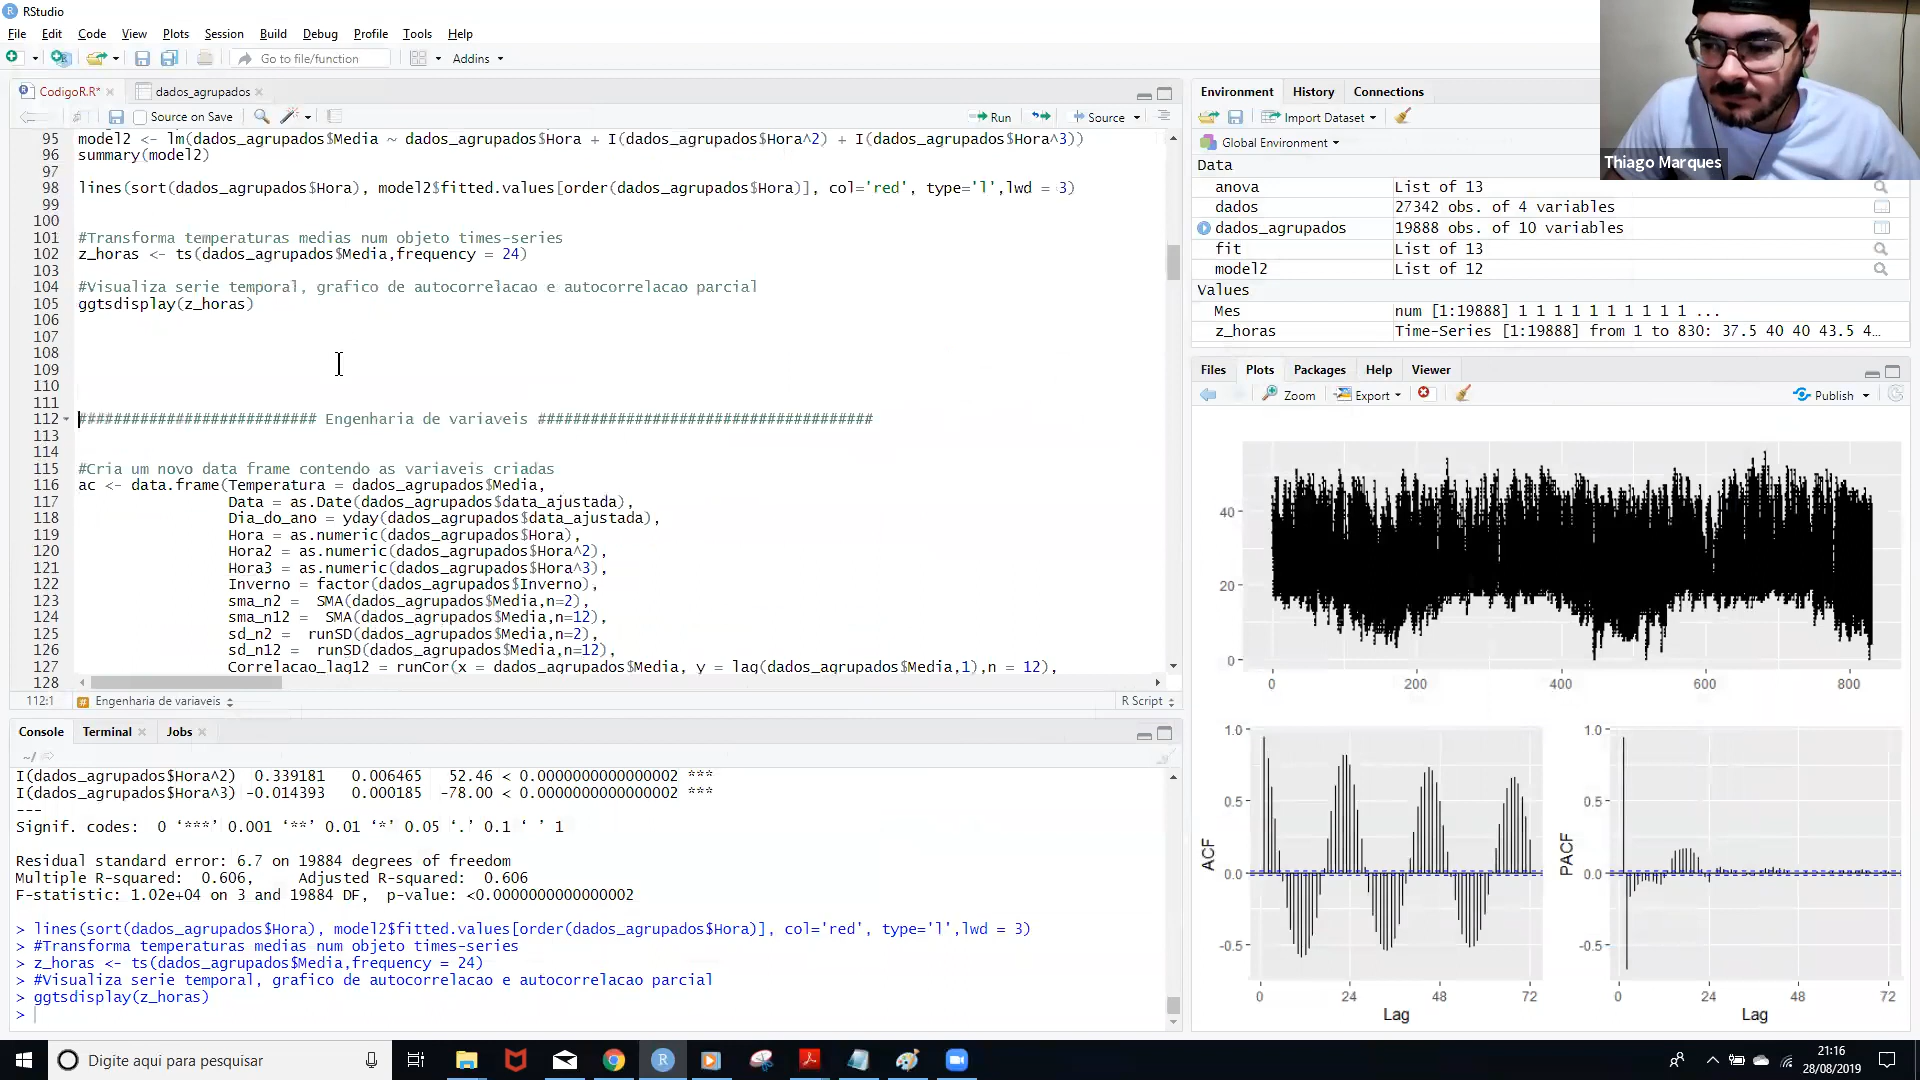 RStudio
File Edit Code View Plots Session Build Debug Profile Tools Help
Go to file/function Addins
CodigoR.R* dados_agrupados
Source on Save Run Source
95 model2 <- lm(dados_agrupados$Media ~ dados_agrupados$Hora + I(dados_agrupados$Hora^2) + I(dados_agrupados$Hora^3))
96 summary(model2)
97
98 lines(sort(dados_agrupados$Hora), model2$fitted.values[order(dados_agrupados$Hora)], col='red', type='l',lwd = 3)
99
100
101 #Transforma temperaturas medias num objeto times-series
102 z_horas <- ts(dados_agrupados$Media,frequency = 24)
103
104 #Visualiza serie temporal, grafico de autocorrelacao e autocorrelacao parcial
105 ggtsdisplay(z_horas)
106
107
108
109
110
111
112 ########################### Engenharia de variaveis ######################################
113
114
115 #Cria um novo data frame contendo as variaveis criadas
116 ac <- data.frame(Temperatura = dados_agrupados$Media,
117 Data = as.Date(dados_agrupados$data_ajustada),
118 Dia_do_ano = yday(dados_agrupados$data_ajustada),
119 Hora = as.numeric(dados_agrupados$Hora),
120 Hora2 = as.numeric(dados_agrupados$Hora^2),
121 Hora3 = as.numeric(dados_agrupados$Hora^3),
122 Inverno = factor(dados_agrupados$Inverno),
123 sma_n2 = SMA(dados_agrupados$Media,n=2),
124 sma_n12 = SMA(dados_agrupados$Media,n=12),
125 sd_n2 = runSD(dados_agrupados$Media,n=2),
126 sd_n12 = runSD(dados_agrupados$Media,n=12),
127 Correlacao_lag12 = runCor(x = dados_agrupados$Media, y = lag(dados_agrupados$Media,1),n = 12),
128
112:1 Engenharia de variaveis R Script
Console Terminal Jobs
~/
I(dados_agrupados$Hora^2) 0.339181 0.006465 52.46 < 0.0000000000000002 ***
I(dados_agrupados$Hora^3) -0.014393 0.000185 -78.00 < 0.0000000000000002 ***
---
Signif. codes: 0 ‘***’ 0.001 ‘**’ 0.01 ‘*’ 0.05 ‘.’ 0.1 ‘ ’ 1
Residual standard error: 6.7 on 19884 degrees of freedom
Multiple R-squared: 0.606, Adjusted R-squared: 0.606
F-statistic: 1.02e+04 on 3 and 19884 DF, p-value: <0.0000000000000002
> lines(sort(dados_agrupados$Hora), model2$fitted.values[order(dados_agrupados$Hora)], col='red', type='l',lwd = 3)
> #Transforma temperaturas medias num objeto times-series
> z_horas <- ts(dados_agrupados$Media,frequency = 24)
> #Visualiza serie temporal, grafico de autocorrelacao e autocorrelacao parcial
> ggtsdisplay(z_horas)
>
Environment History Connections
Import Dataset
Global Environment
Data
anova List of 13
dados 27342 obs. of 4 variables
dados_agrupados 19888 obs. of 10 variables
fit List of 13
model2 List of 12
Values
Mes num [1:19888] 1 1 1 1 1 1 1 1 1 1 ...
z_horas Time-Series [1:19888] from 1 to 830: 37.5 40 40 43.5 4…
Thiago Marques
Files Plots Packages Help Viewer
Zoom Export Publish
40
20
0
0 200 400 600 800
1.0 1.0
0.5 0.5
0.0 0.0
-0.5 -0.5
ACF PACF
0 24 48 72 0 24 48 72
Lag Lag
Digite aqui para pesquisar
21:16
28/08/2019